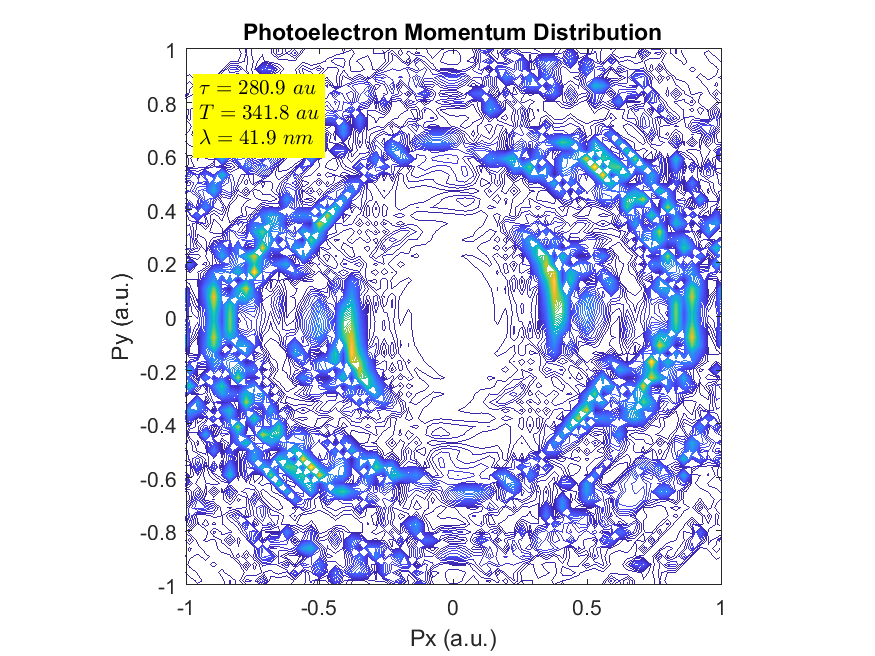 Photoelectron Momentum Distribution
τ = 280.9 au
T = 341.8 au
λ = 41.9 nm
1
0.8
0.6
0.4
0.2
0
-0.2
-0.4
-0.6
-0.8
-1
Py (a.u.)
-1 -0.5 0 0.5 1
Px (a.u.)